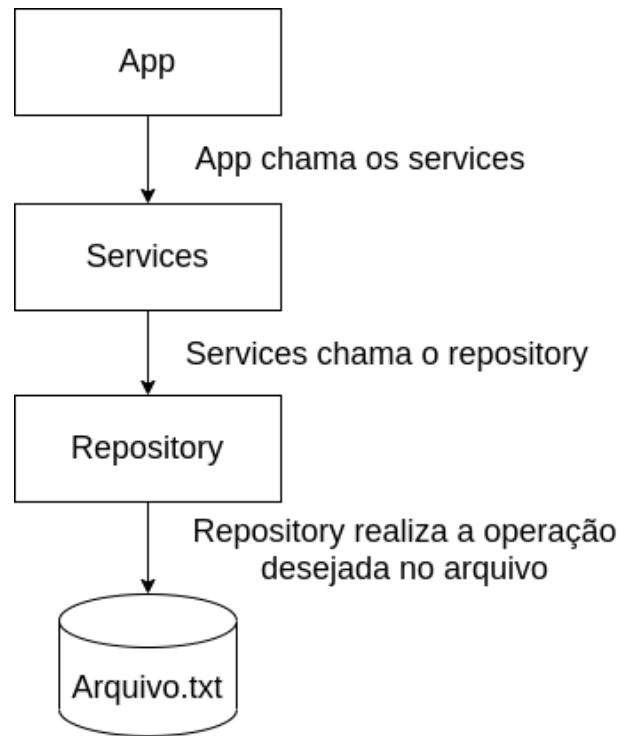 App
App chama os services
Services
Services chama o repository
Repository
Repository realiza a operação
desejada no arquivo
Arquivo.txt